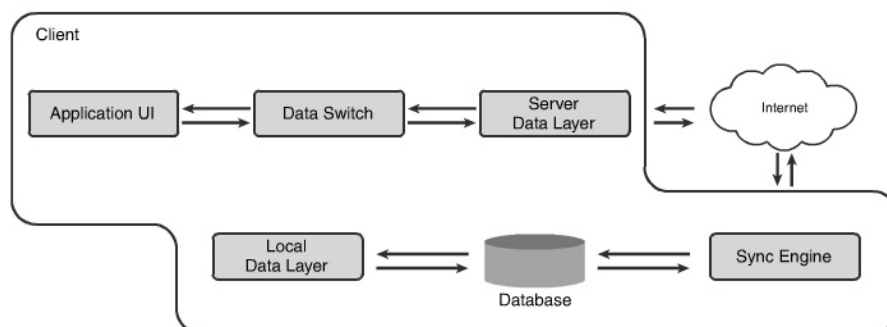 Client
Application UI
Data Switch
Server
Data Layer
Internet
Local
Data Layer
Database
Sync Engine